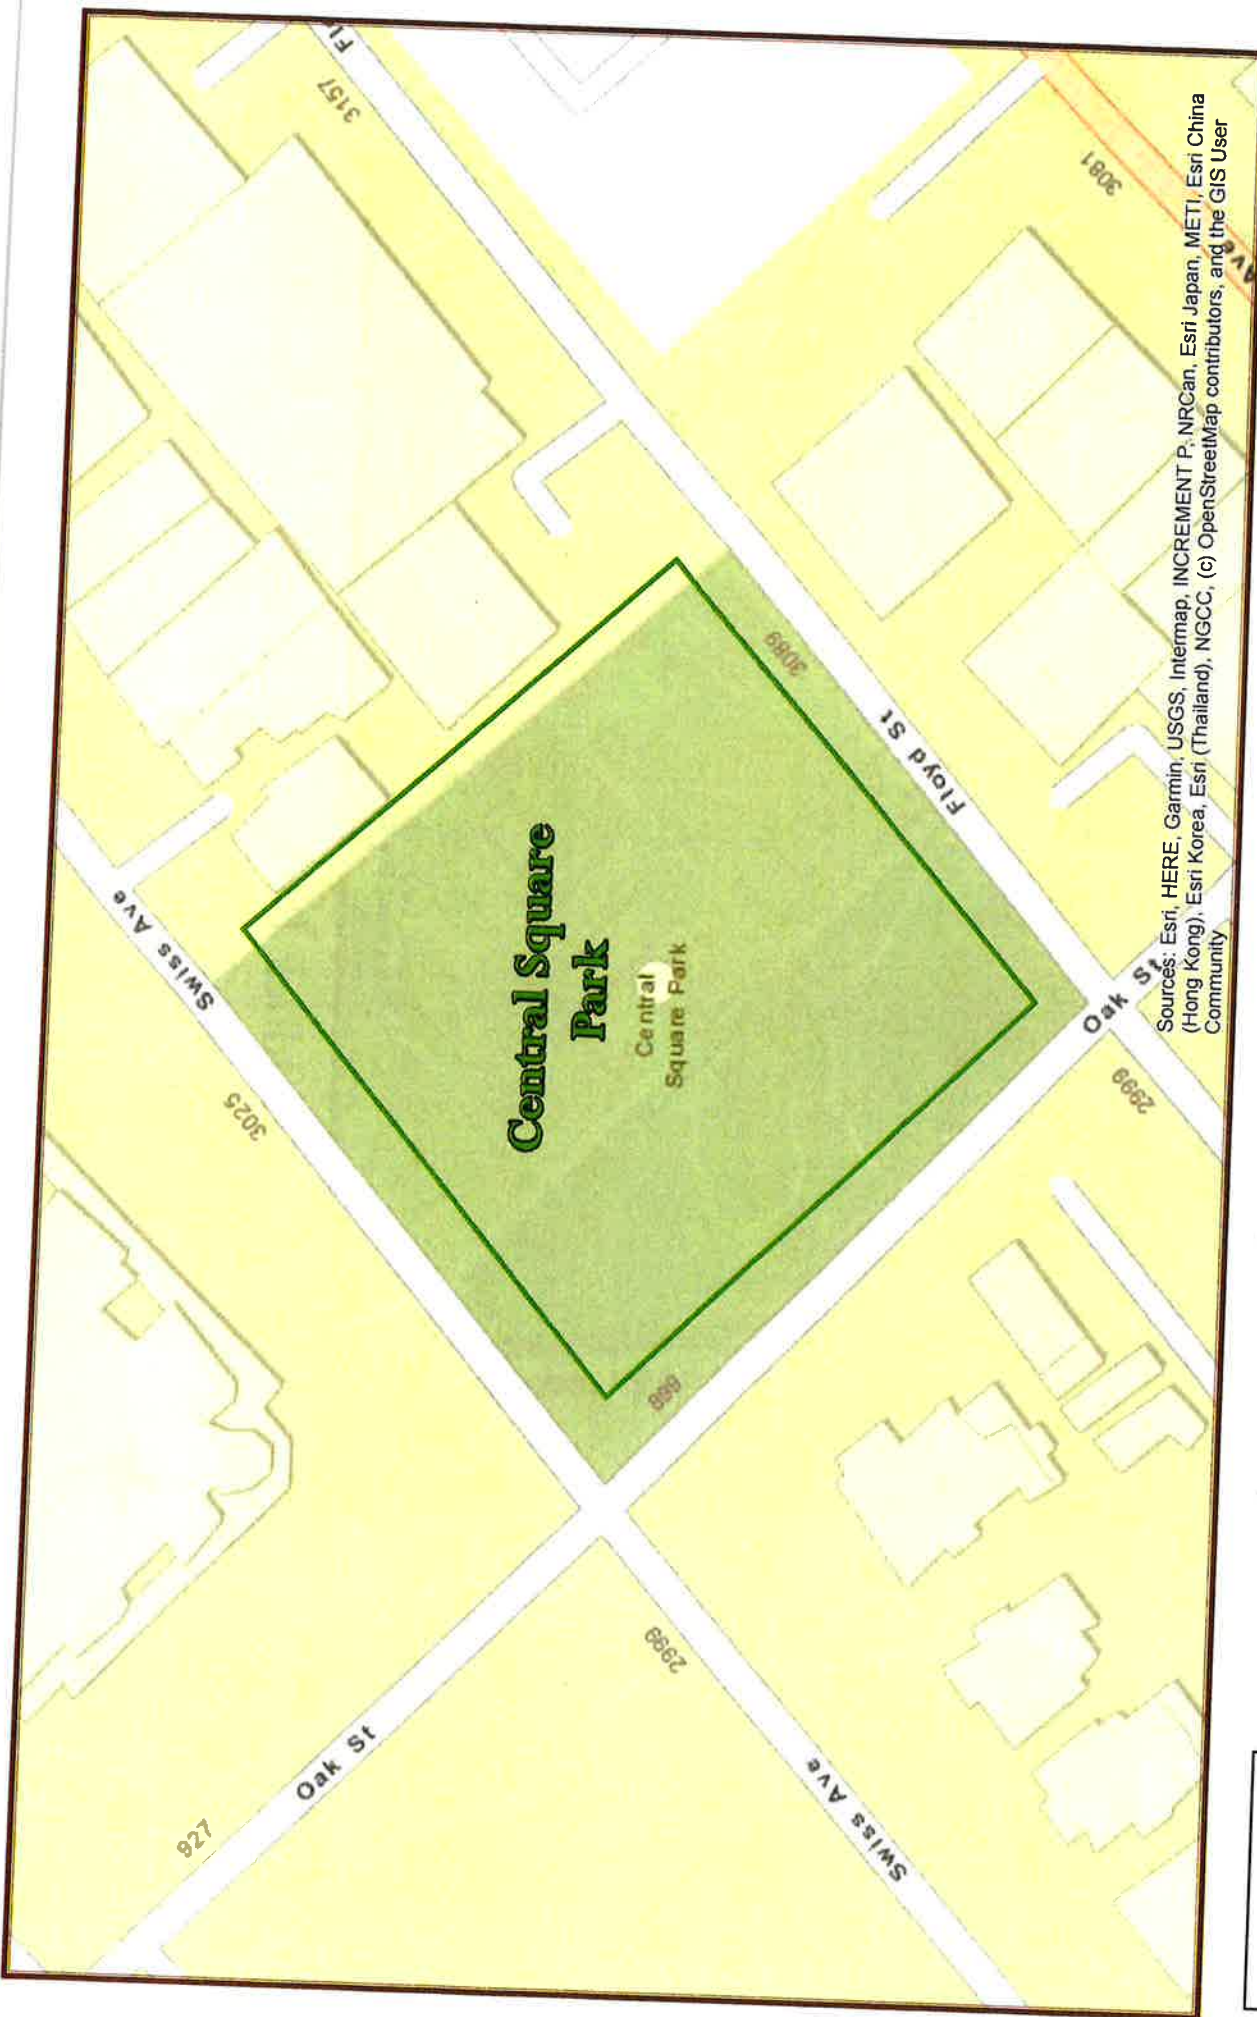 Central Square
Park
Central
Square Park
Swiss Ave
3025
3157
3081
Ave
3089
Floyd St
899
Oak St
2999
2999
Oak St
927
Swiss Ave
Sources: Esri, HERE, Garmin, USGS, Intermap, INCREMENT P, NRCan, Esri Japan, METI, Esri China
(Hong Kong), Esri Korea, Esri (Thailand), NGCC, (c) OpenStreetMap contributors, and the GIS User
Community